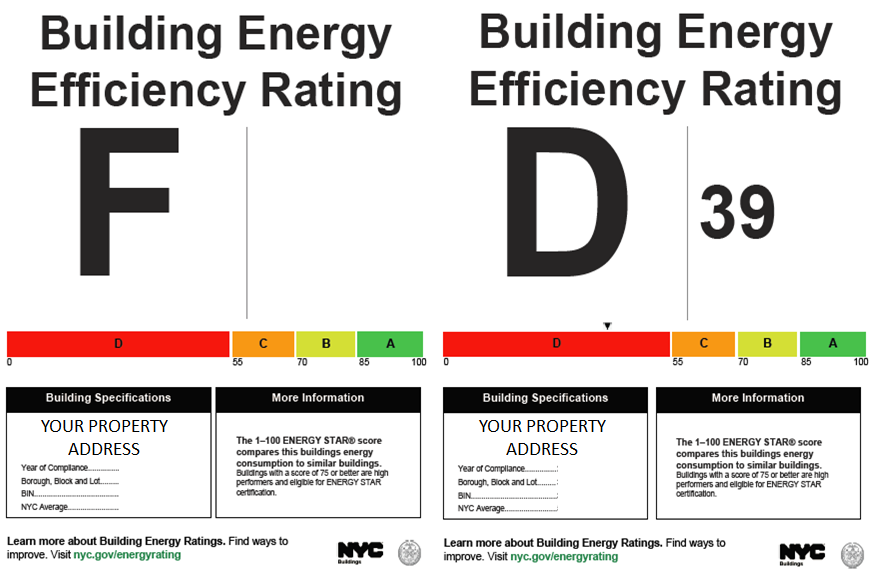 Building Energy
Efficiency Rating
F
D C B A
0 55 70 85 100
Building Specifications
YOUR PROPERTY
ADDRESS
Year of Compliance...............
Borough, Block and Lot.........
BIN.........................................
NYC Average.........................
More Information
The 1–100 ENERGY STAR® score
compares this buildings energy
consumption to similar buildings.
Buildings with a score of 75 or better are high
performers and eligible for ENERGY STAR
certification.
Learn more about Building Energy Ratings. Find ways to
improve. Visit nyc.gov/energyrating
NYC
Buildings
Building Energy
Efficiency Rating
D
39
D C B A
0 55 70 85 100
Building Specifications
YOUR PROPERTY
ADDRESS
Year of Compliance...............
Borough, Block and Lot.........
BIN.........................................
NYC Average.........................
More Information
The 1–100 ENERGY STAR® score
compares this buildings energy
consumption to similar buildings.
Buildings with a score of 75 or better are high
performers and eligible for ENERGY STAR
certification.
Learn more about Building Energy Ratings. Find ways to
improve. Visit nyc.gov/energyrating
NYC
Buildings